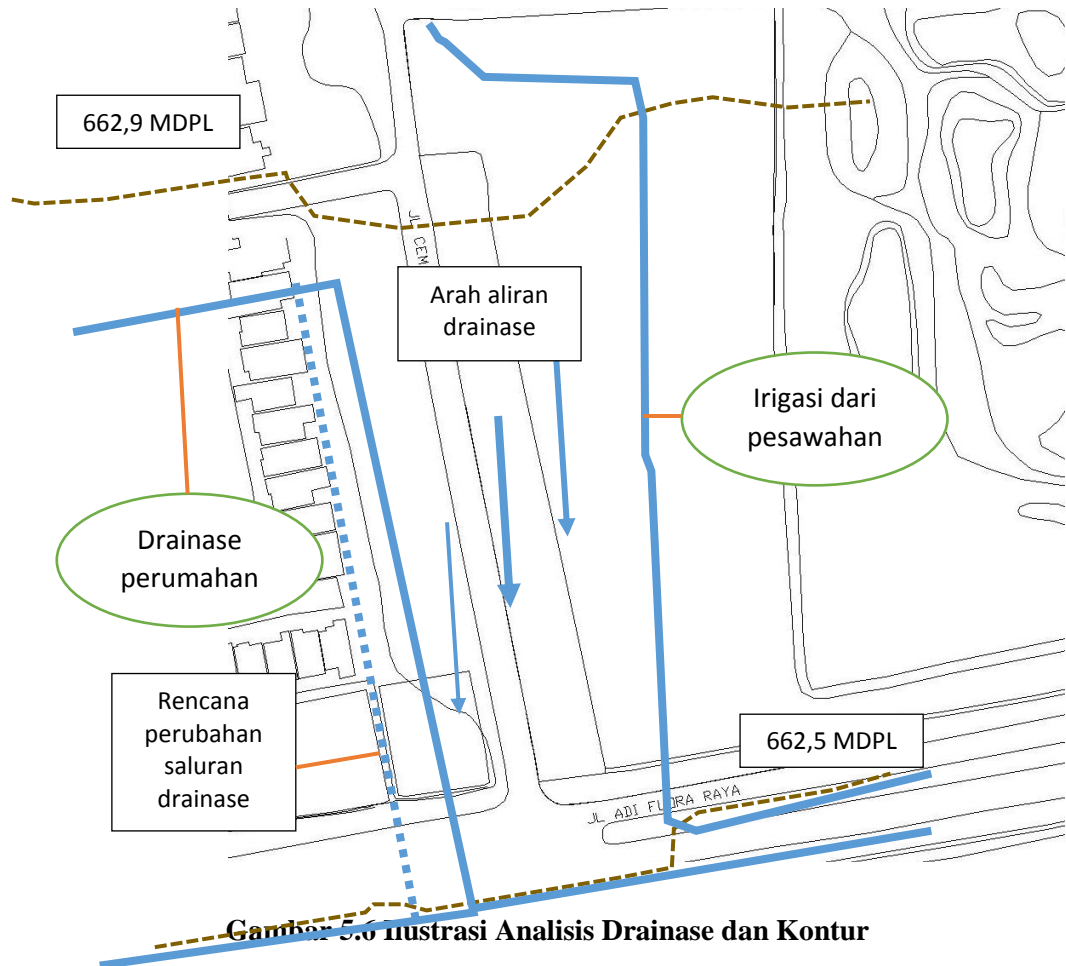 662,9 MDPL
JL CEM
Arah aliran
drainase
Irigasi dari
pesawahan
Drainase
perumahan
Rencana
perubahan
saluran
drainase
662,5 MDPL
JL ADI FLORA RAYA
Gambar 5.6 Ilustrasi Analisis Drainase dan Kontur